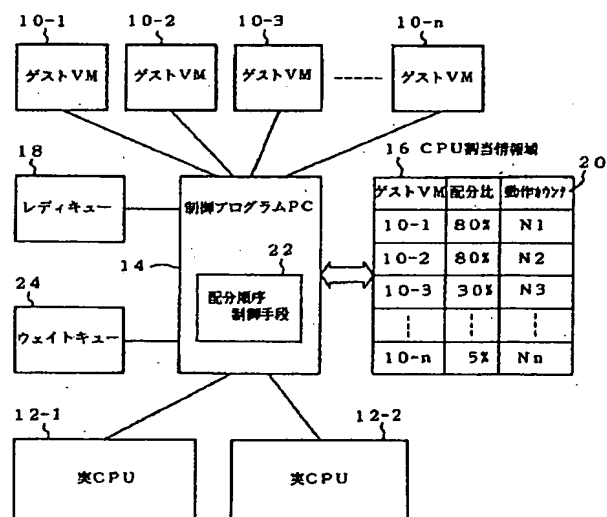 10-1 10-2 10-3 10-n
ゲストVM ゲストVM ゲストVM ゲストVM
18
レディキュー
14
制御プログラムPC
22
配分順序
制御手段
24
ウェイトキュー
16 CPU割当情報域
20
ゲストVM 配分比 動作カウンタ
10-1 80% N1
10-2 80% N2
10-3 30% N3
10-n 5% Nn
12-1 12-2
実CPU 実CPU